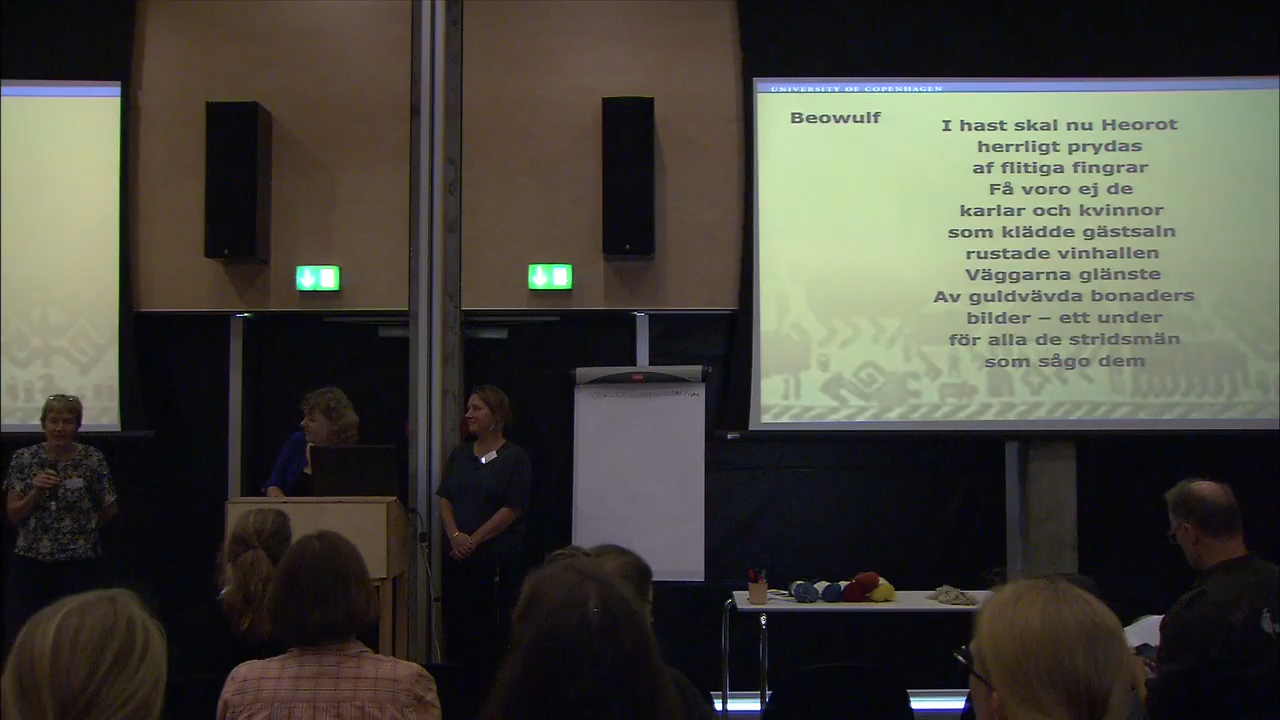 UNIVERSITY OF COPENHAGEN
Beowulf
I hast skal nu Heorot
herrligt prydas
af flitiga fingrar
Få voro ej de
karlar och kvinnor
som klädde gästsaln
rustade vinhallen
Väggarna glänste
Av guldvävda bonaders
bilder – ett under
för alla de stridsmän
som sågo dem